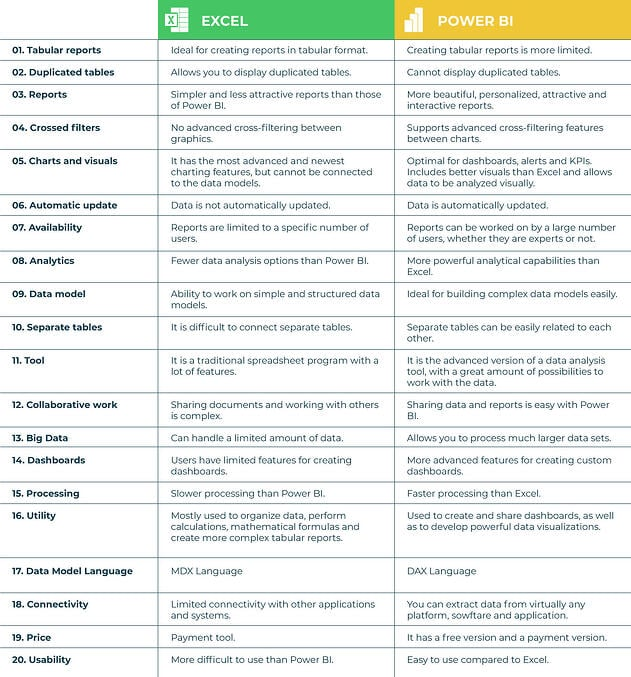 EXCEL
POWER BI
01. Tabular reports
Ideal for creating reports in tabular format.
Creating tabular reports is more limited.
02. Duplicated tables
Allows you to display duplicated tables.
Cannot display duplicated tables.
03. Reports
Simpler and less attractive reports than those
of Power BI.
More beautiful, personalized, attractive and
interactive reports.
04. Crossed filters
No advanced cross-filtering between
graphics.
Supports advanced cross-filtering features
between charts.
05. Charts and visuals
It has the most advanced and newest
charting features, but cannot be connected
to the data models.
Optimal for dashboards, alerts and KPIs.
Includes better visuals than Excel and allows
data to be analyzed visually.
06. Automatic update
Data is not automatically updated.
Data is automatically updated.
07. Availability
Reports are limited to a specific number of
users.
Reports can be worked on by a large number
of users, whether they are experts or not.
08. Analytics
Fewer data analysis options than Power BI.
More powerful analytical capabilities than
Excel.
09. Data model
Ability to work on simple and structured data
models.
Ideal for building complex data models easily.
10. Separate tables
It is difficult to connect separate tables.
Separate tables can be easily related to each
other.
11. Tool
It is a traditional spreadsheet program with a
lot of features.
It is the advanced version of a data analysis
tool, with a great amount of possibilities to
work with the data.
12. Collaborative work
Sharing documents and working with others
is complex.
Sharing data and reports is easy with Power
BI.
13. Big Data
Can handle a limited amount of data.
Allows you to process much larger data sets.
14. Dashboards
Users have limited features for creating
dashboards.
More advanced features for creating custom
dashboards.
15. Processing
Slower processing than Power BI.
Faster processing than Excel.
16. Utility
Mostly used to organize data, perform
calculations, mathematical formulas and
create more complex tabular reports.
Used to create and share dashboards, as well
as to develop powerful data visualizations.
17. Data Model Language
MDX Language
DAX Language
18. Connectivity
Limited connectivity with other applications
and systems.
You can extract data from virtually any
platform, sowftare and application.
19. Price
Payment tool.
It has a free version and a payment version.
20. Usability
More difficult to use than Power BI.
Easy to use compared to Excel.